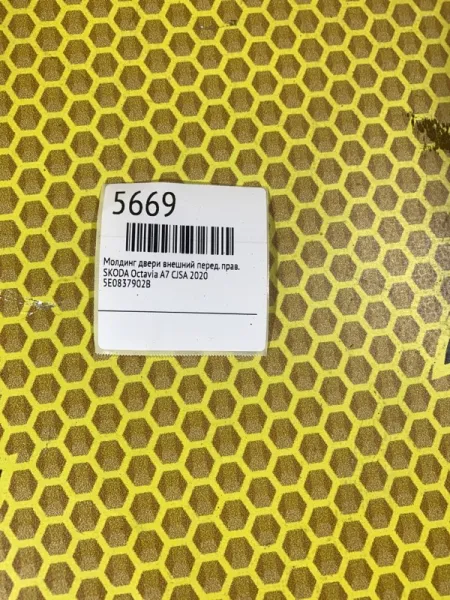 5669
Молдинг двери внешний перед. прав.
SKODA Octavia A7 CJSA 2020
5E0837902B